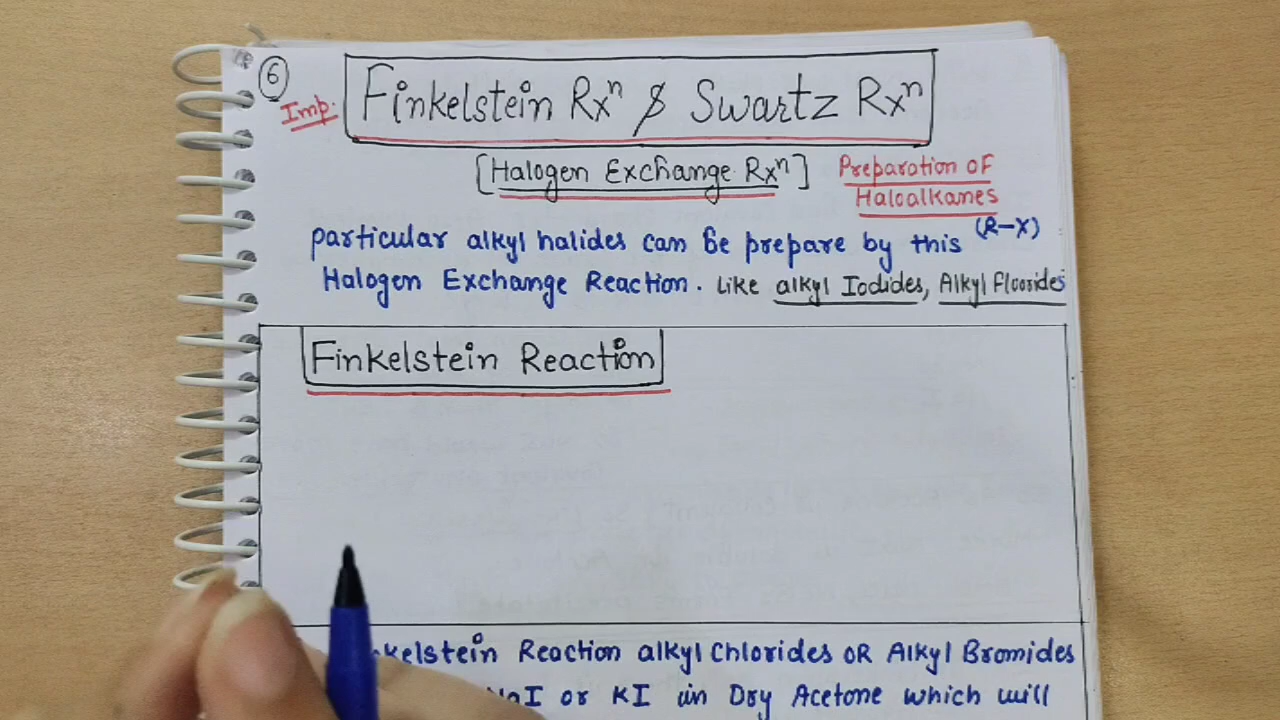 6
Imp. Finkelstein Rxⁿ & Swartz Rxⁿ
[Halogen Exchange Rxⁿ]
Preparation of
Haloalkanes
(R-X)
particular alkyl halides can be prepare by this
Halogen Exchange Reaction. Like alkyl Iodides, Alkyl Fluorides
Finkelstein Reaction
kelstein Reaction alkyl Chlorides OR Alkyl Bromides
NaI or KI in Dry Acetone which will